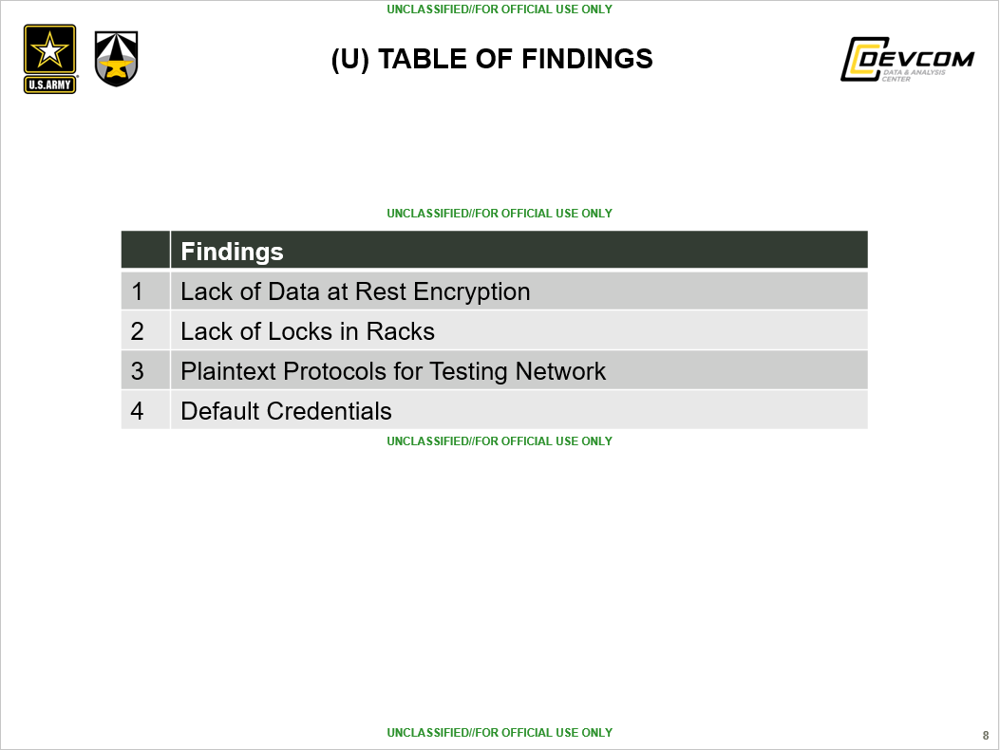 UNCLASSIFIED//FOR OFFICIAL USE ONLY
U.S.ARMY
(U) TABLE OF FINDINGS
DEVCOM
DATA & ANALYSIS
CENTER
UNCLASSIFIED//FOR OFFICIAL USE ONLY
Findings
1 Lack of Data at Rest Encryption
2 Lack of Locks in Racks
3 Plaintext Protocols for Testing Network
4 Default Credentials
UNCLASSIFIED//FOR OFFICIAL USE ONLY
UNCLASSIFIED//FOR OFFICIAL USE ONLY
8